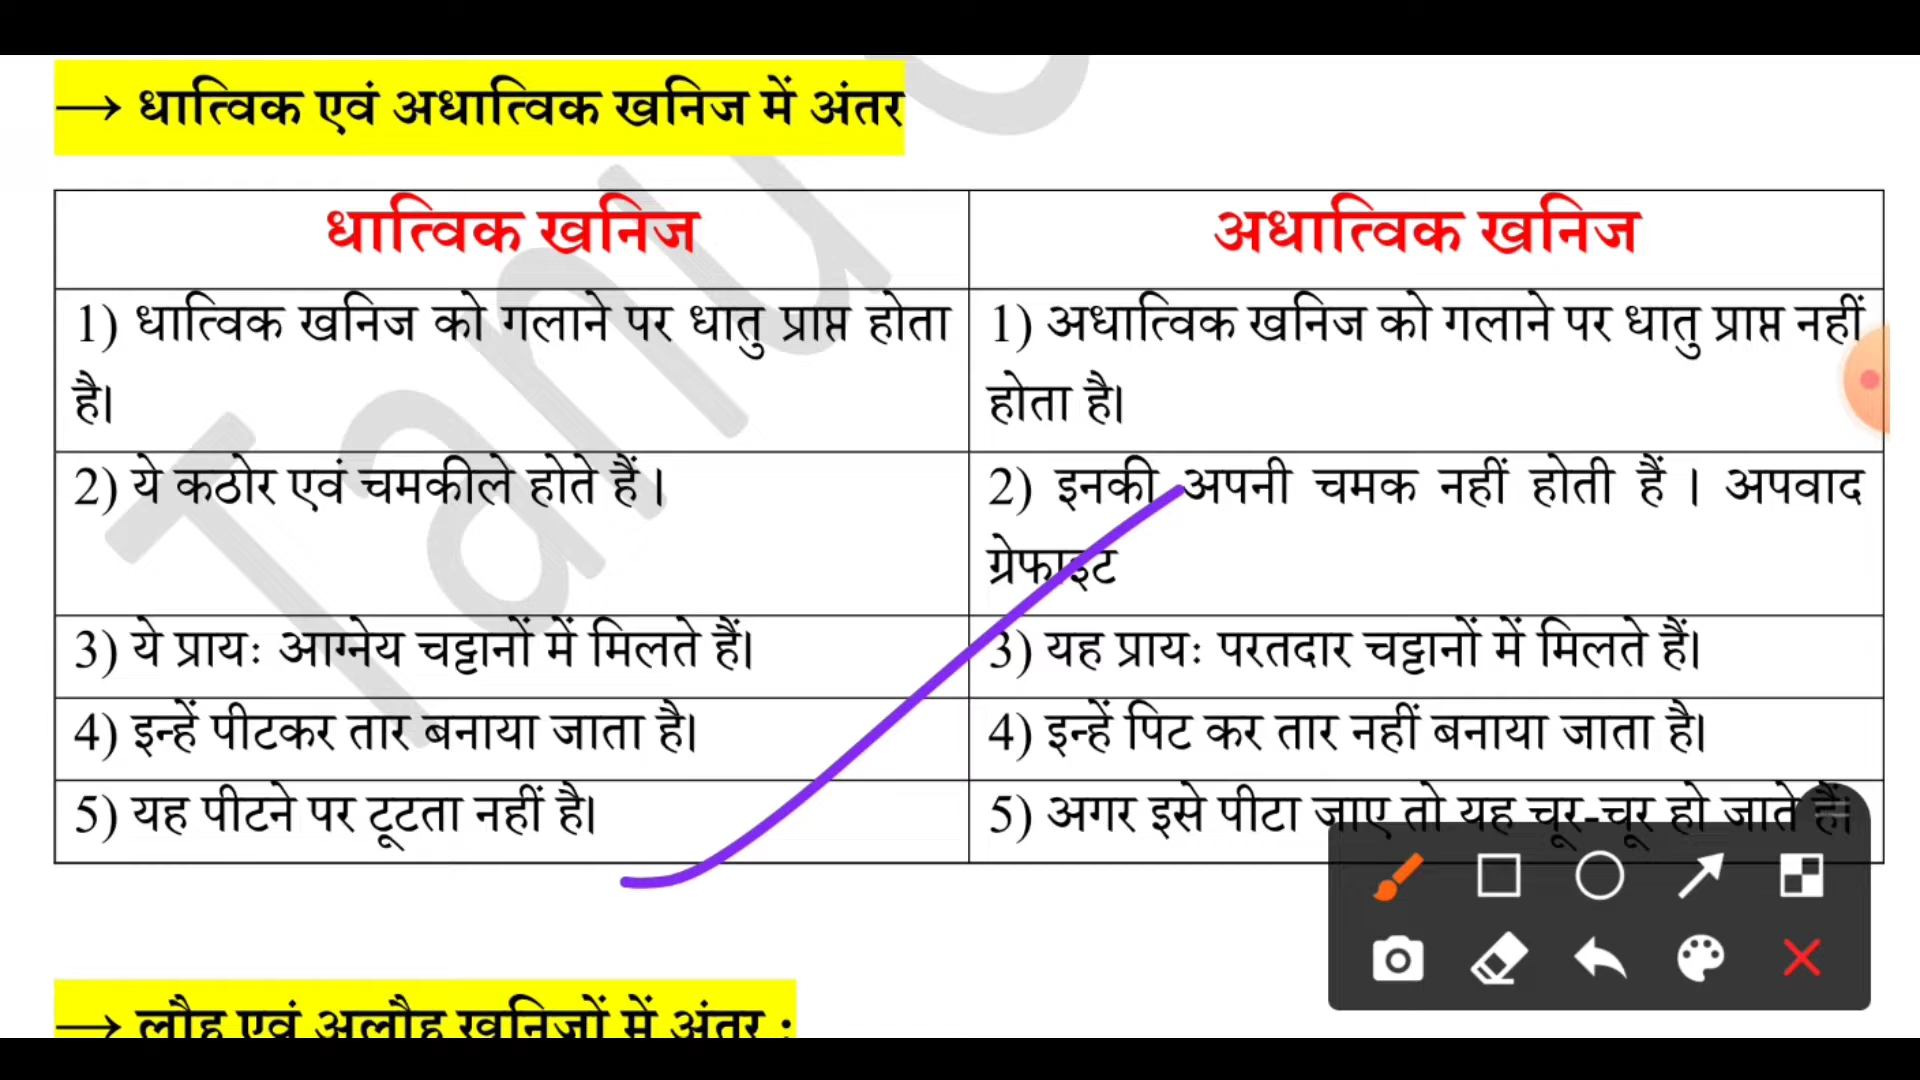 → धात्विक एवं अधात्विक खनिज में अंतर
धात्विक खनिज
अधात्विक खनिज
1) धात्विक खनिज को गलाने पर धातु प्राप्त होता
है।
1) अधात्विक खनिज को गलाने पर धातु प्राप्त नहीं
होता है।
2) ये कठोर एवं चमकीले होते हैं ।
2) इनकी अपनी चमक नहीं होती हैं । अपवाद
ग्रेफाइट
3) ये प्रायः आग्नेय चट्टानों में मिलते हैं।
3) यह प्रायः परतदार चट्टानों में मिलते हैं।
4) इन्हें पीटकर तार बनाया जाता है।
4) इन्हें पिट कर तार नहीं बनाया जाता है।
5) यह पीटने पर टूटता नहीं है।
5) अगर इसे पीटा जाए तो यह चूर-चूर हो जाते हैं।
→ लौह एवं अलौह खनिजों में अंतर :
Tanu